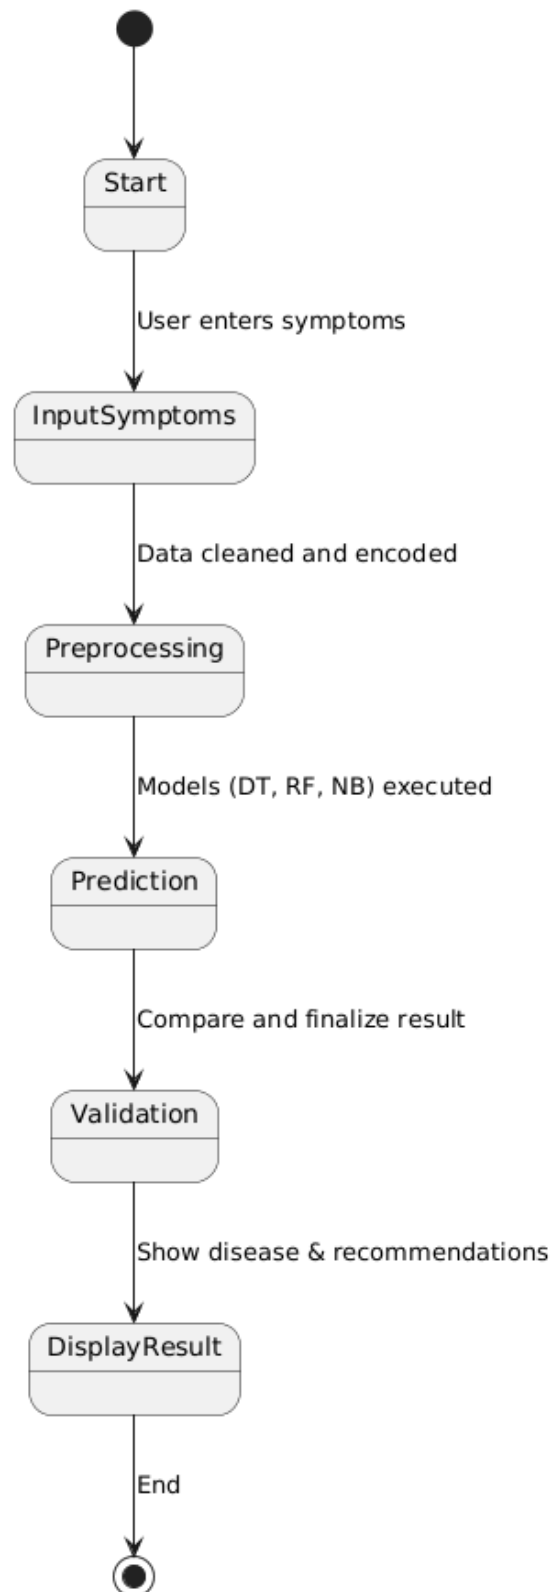 Start
User enters symptoms
InputSymptoms
Data cleaned and encoded
Preprocessing
Models (DT, RF, NB) executed
Prediction
Compare and finalize result
Validation
Show disease & recommendations
DisplayResult
End